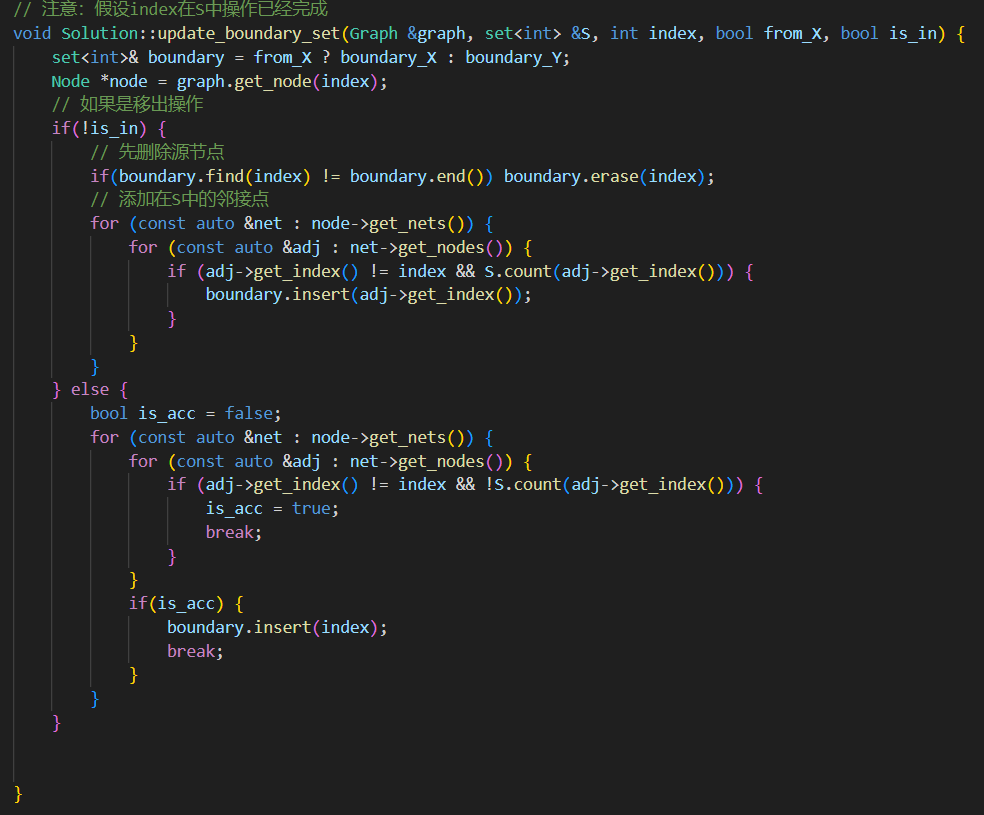 // 注意：假设index在S中操作已经完成
void Solution::update_boundary_set(Graph &graph, set<int> &S, int index, bool from_X, bool is_in) {
    set<int>& boundary = from_X ? boundary_X : boundary_Y;
    Node *node = graph.get_node(index);
    // 如果是移出操作
    if(!is_in) {
        // 先删除源节点
        if(boundary.find(index) != boundary.end()) boundary.erase(index);
        // 添加在S中的邻接点
        for (const auto &net : node->get_nets()) {
            for (const auto &adj : net->get_nodes()) {
                if (adj->get_index() != index && S.count(adj->get_index())) {
                    boundary.insert(adj->get_index());
                }
            }
        }
    } else {
        bool is_acc = false;
        for (const auto &net : node->get_nets()) {
            for (const auto &adj : net->get_nodes()) {
                if (adj->get_index() != index && !S.count(adj->get_index())) {
                    is_acc = true;
                    break;
                }
            }
            if(is_acc) {
                boundary.insert(index);
                break;
            }
        }
    }
}